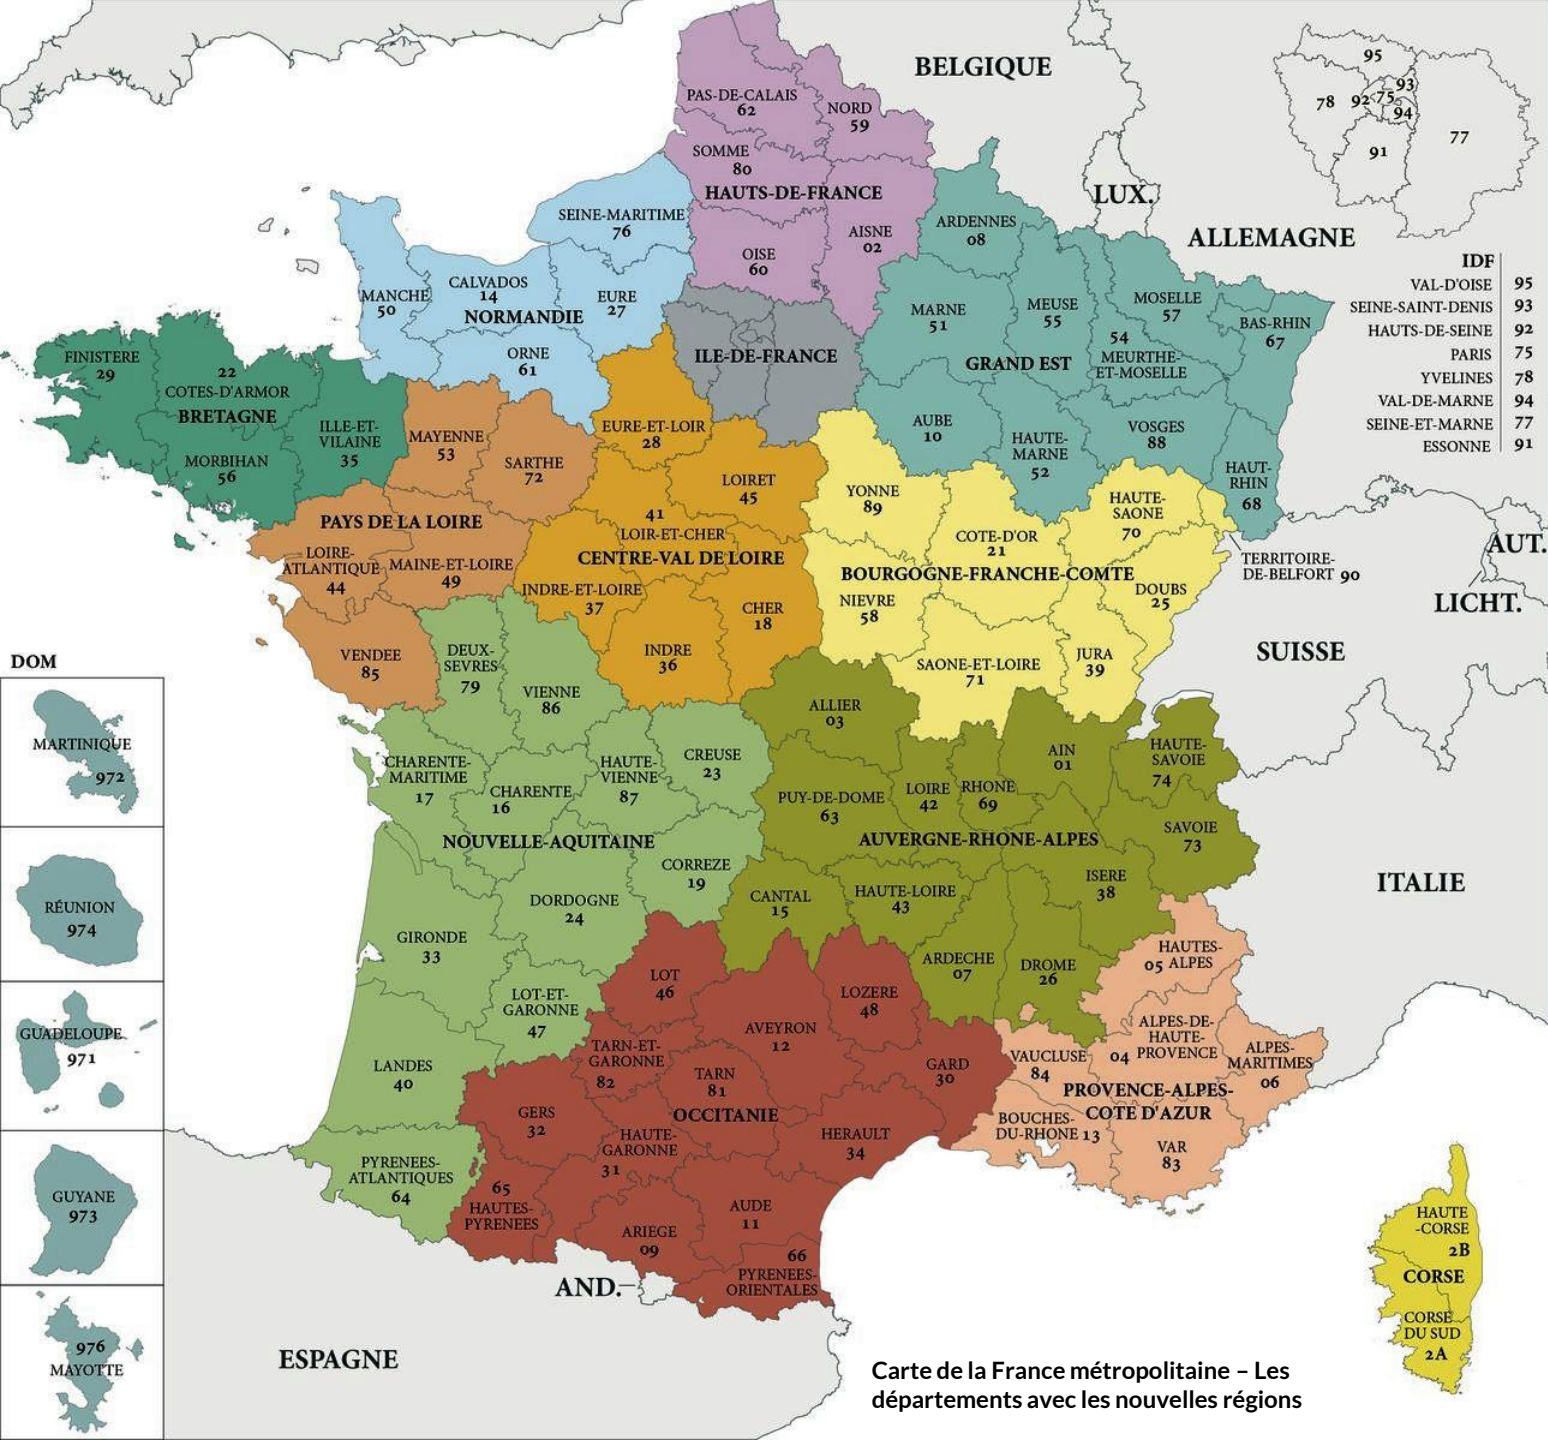 BELGIQUE
95
93
78
92
75
94
77
91
PAS-DE-CALAIS
62
NORD
59
SOMME
80
HAUTS-DE-FRANCE
LUX.
SEINE-MARITIME
76
AISNE
02
ARDENNES
08
ALLEMAGNE
OISE
60
IDF
VAL-D'OISE 95
SEINE-SAINT-DENIS 93
HAUTS-DE-SEINE 92
PARIS 75
YVELINES 78
VAL-DE-MARNE 94
SEINE-ET-MARNE 77
ESSONNE 91
MANCHE
50
CALVADOS
14
NORMANDIE
EURE
27
ORNE
61
ILE-DE-FRANCE
MARNE
51
MEUSE
55
MOSELLE
57
BAS-RHIN
67
54
MEURTHE-
ET-MOSELLE
GRAND EST
AUBE
10
HAUTE-
MARNE
52
VOSGES
88
HAUT-
RHIN
68
FINISTERE
29
22
COTES-D'ARMOR
BRETAGNE
ILLE-ET-
VILAINE
35
MORBIHAN
56
MAYENNE
53
SARTHE
72
PAYS DE LA LOIRE
LOIRE-
ATLANTIQUE
44
MAINE-ET-LOIRE
49
VENDEE
85
EURE-ET-LOIR
28
LOIRET
45
41
LOIR-ET-CHER
CENTRE-VAL DE LOIRE
INDRE-ET-LOIRE
37
CHER
18
INDRE
36
YONNE
89
COTE-D'OR
21
HAUTE-
SAONE
70
BOURGOGNE-FRANCHE-COMTE
NIEVRE
58
DOUBS
25
TERRITOIRE-
DE-BELFORT 90
SAONE-ET-LOIRE
71
JURA
39
AUT.
LICHT.
SUISSE
ITALIE
DEUX-
SEVRES
79
VIENNE
86
CHARENTE-
MARITIME
17
CHARENTE
16
HAUTE-
VIENNE
87
CREUSE
23
NOUVELLE-AQUITAINE
CORREZE
19
DORDOGNE
24
GIRONDE
33
LOT-ET-
GARONNE
47
LANDES
40
PYRENEES-
ATLANTIQUES
64
ALLIER
03
PUY-DE-DOME
63
LOIRE
42
RHONE
69
AIN
01
HAUTE-
SAVOIE
74
SAVOIE
73
AUVERGNE-RHONE-ALPES
ISERE
38
CANTAL
15
HAUTE-LOIRE
43
ARDECHE
07
DROME
26
LOT
46
LOZERE
48
AVEYRON
12
TARN-ET-
GARONNE
82
TARN
81
GARD
30
GERS
32
OCCITANIE
HAUTE-
GARONNE
31
HERAULT
34
65
HAUTES-
PYRENEES
AUDE
11
ARIEGE
09
66
PYRENEES-
ORIENTALES
HAUTES-
05 ALPES
ALPES-DE-
HAUTE-
04 PROVENCE
VAUCLUSE
84
ALPES-
MARITIMES
06
PROVENCE-ALPES-
COTE D'AZUR
BOUCHES-
DU-RHONE 13
VAR
83
HAUTE
-CORSE
2B
CORSE
CORSE
DU SUD
2A
AND.
ESPAGNE
DOM
MARTINIQUE
972
RÉUNION
974
GUADELOUPE
971
GUYANE
973
976
MAYOTTE
Carte de la France métropolitaine – Les
départements avec les nouvelles régions